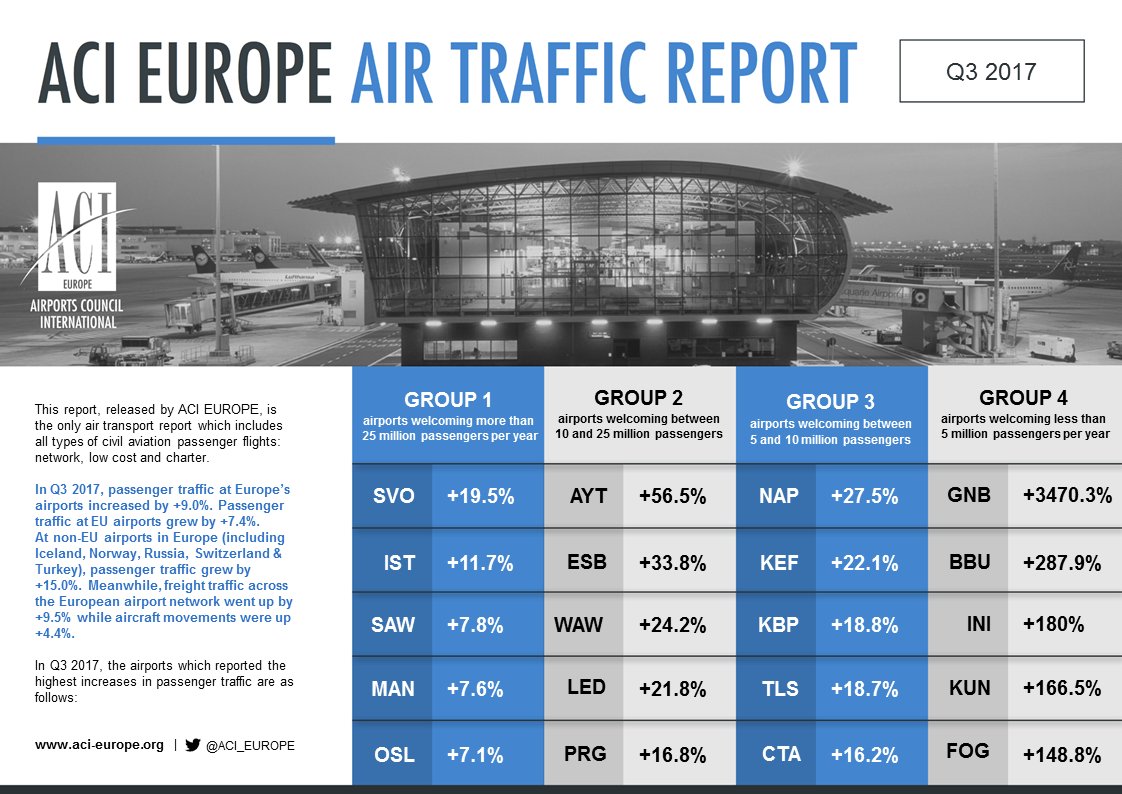 ACI EUROPE AIR TRAFFIC REPORT
Q3 2017
ACI
EUROPE
AIRPORTS COUNCIL
INTERNATIONAL
Lufthansa
quarie Airports
This report, released by ACI EUROPE, is
the only air transport report which includes
all types of civil aviation passenger flights:
network, low cost and charter.
In Q3 2017, passenger traffic at Europe's
airports increased by +9.0%. Passenger
traffic at EU airports grew by +7.4%.
At non-EU airports in Europe (including
Iceland, Norway, Russia, Switzerland &
Turkey), passenger traffic grew by
+15.0%. Meanwhile, freight traffic across
the European airport network went up by
+9.5% while aircraft movements were up
+4.4%.
In Q3 2017, the airports which reported the
highest increases in passenger traffic are as
follows:
www.aci-europe.org | @ACI_EUROPE
GROUP 1
airports welcoming more than
25 million passengers per year
SVO +19.5%
IST +11.7%
SAW +7.8%
MAN +7.6%
OSL +7.1%
GROUP 2
airports welcoming between
10 and 25 million passengers
AYT +56.5%
ESB +33.8%
WAW +24.2%
LED +21.8%
PRG +16.8%
GROUP 3
airports welcoming between
5 and 10 million passengers
NAP +27.5%
KEF +22.1%
KBP +18.8%
TLS +18.7%
CTA +16.2%
GROUP 4
airports welcoming less than
5 million passengers per year
GNB +3470.3%
BBU +287.9%
INI +180%
KUN +166.5%
FOG +148.8%